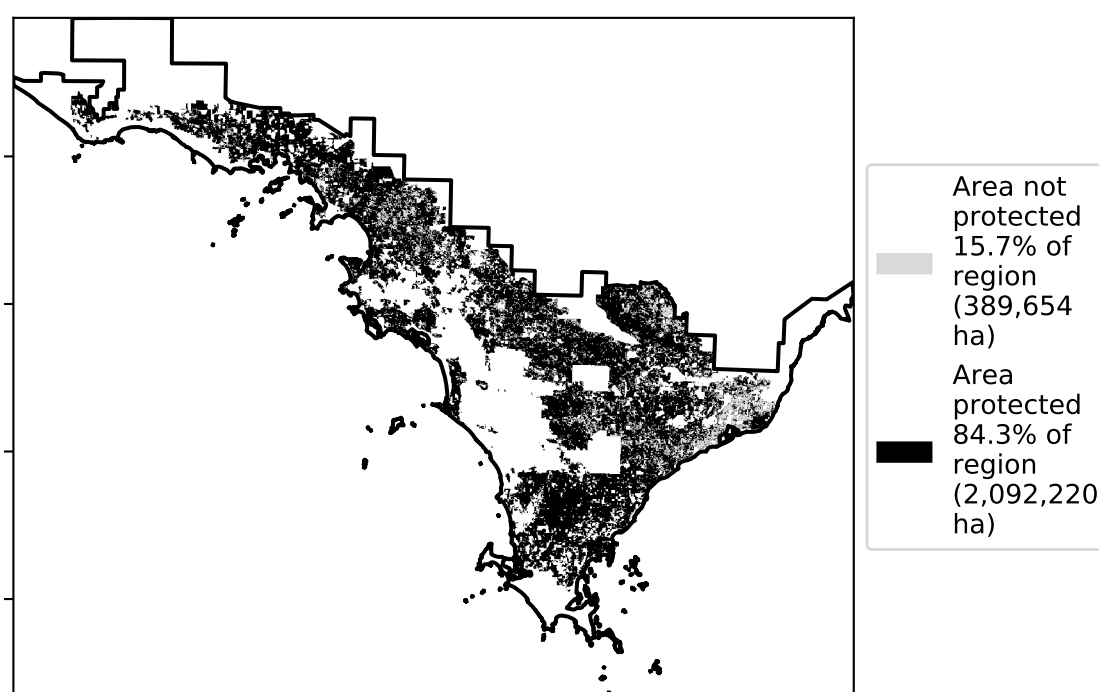 Area not
protected
15.7% of
region
(389,654
ha)
Area
protected
84.3% of
region
(2,092,220
ha)